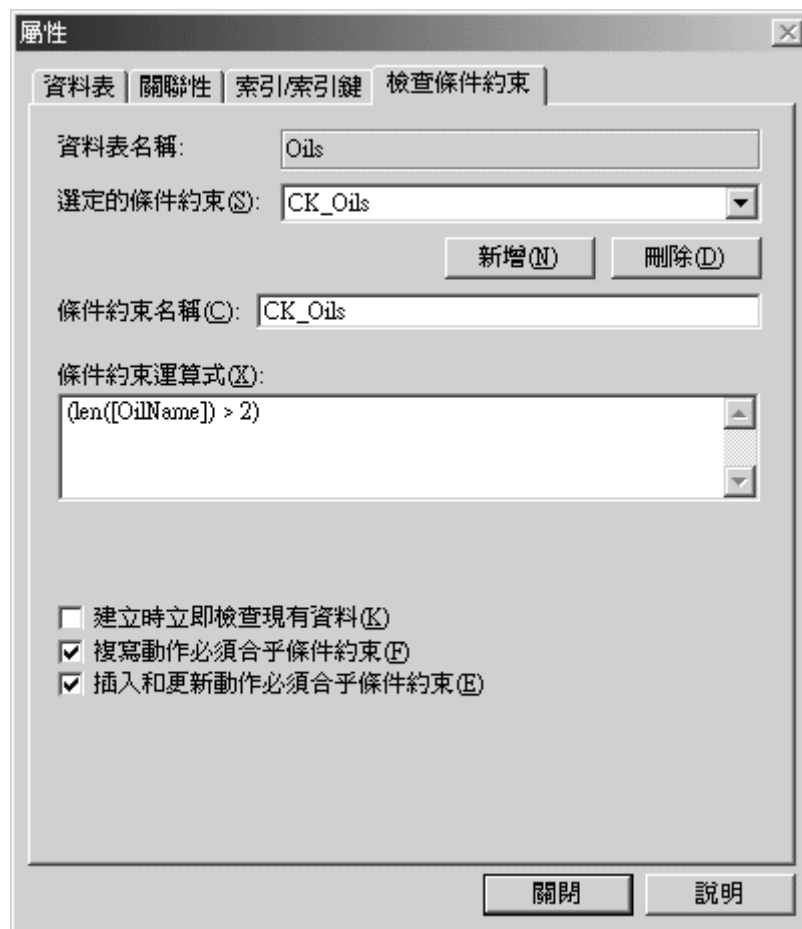 屬性
資料表 關聯性 索引/索引鍵 檢查條件約束
資料表名稱: Oils
選定的條件約束(S): CK_Oils
新增(N) 刪除(D)
條件約束名稱(C): CK_Oils
條件約束運算式(X):
(len([OilName]) > 2)
建立時立即檢查現有資料(K)
複寫動作必須合乎條件約束(F)
插入和更新動作必須合乎條件約束(E)
關閉 說明